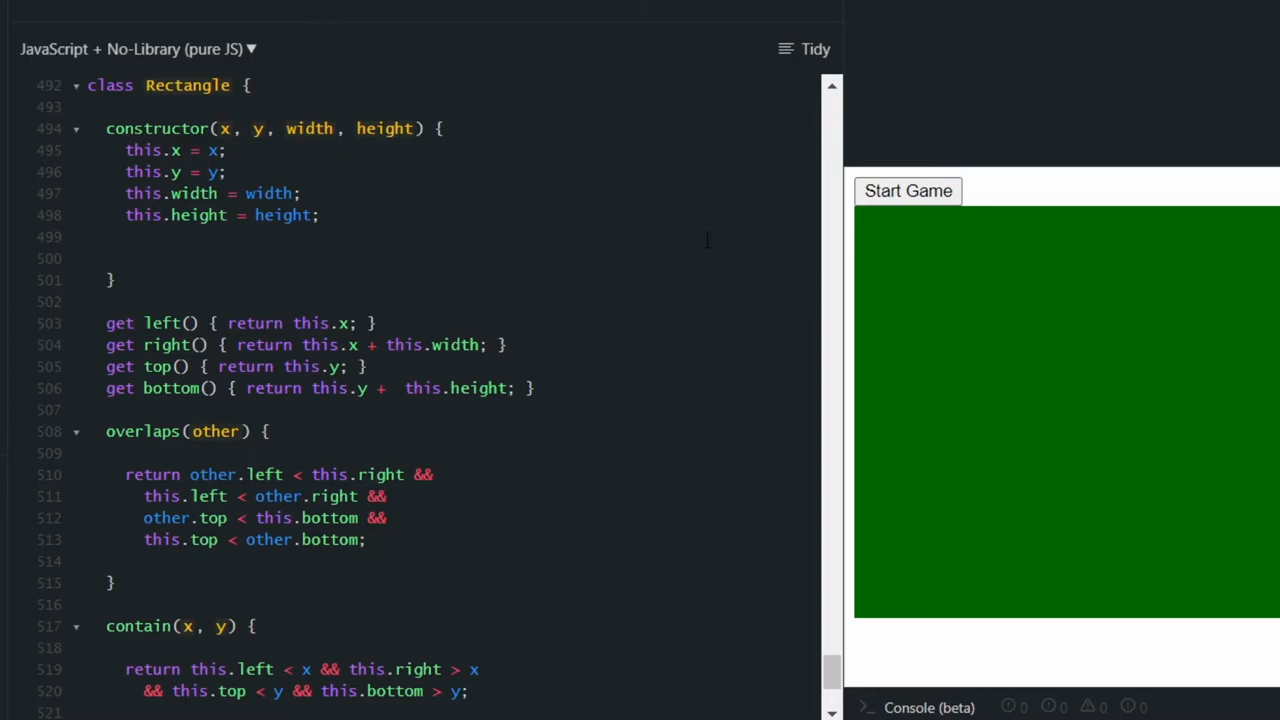 JavaScript + No-Library (pure JS) ▼
Tidy
492 class Rectangle {
493
494 constructor(x, y, width, height) {
495 this.x = x;
496 this.y = y;
497 this.width = width;
498 this.height = height;
499
500
501 }
502
503 get left() { return this.x; }
504 get right() { return this.x + this.width; }
505 get top() { return this.y; }
506 get bottom() { return this.y +  this.height; }
507
508 overlaps(other) {
509
510 return other.left < this.right &&
511 this.left < other.right &&
512 other.top < this.bottom &&
513 this.top < other.bottom;
514
515 }
516
517 contain(x, y) {
518
519 return this.left < x && this.right > x
520 && this.top < y && this.bottom > y;
521
Start Game
>_ Console (beta) 0 0 0 0